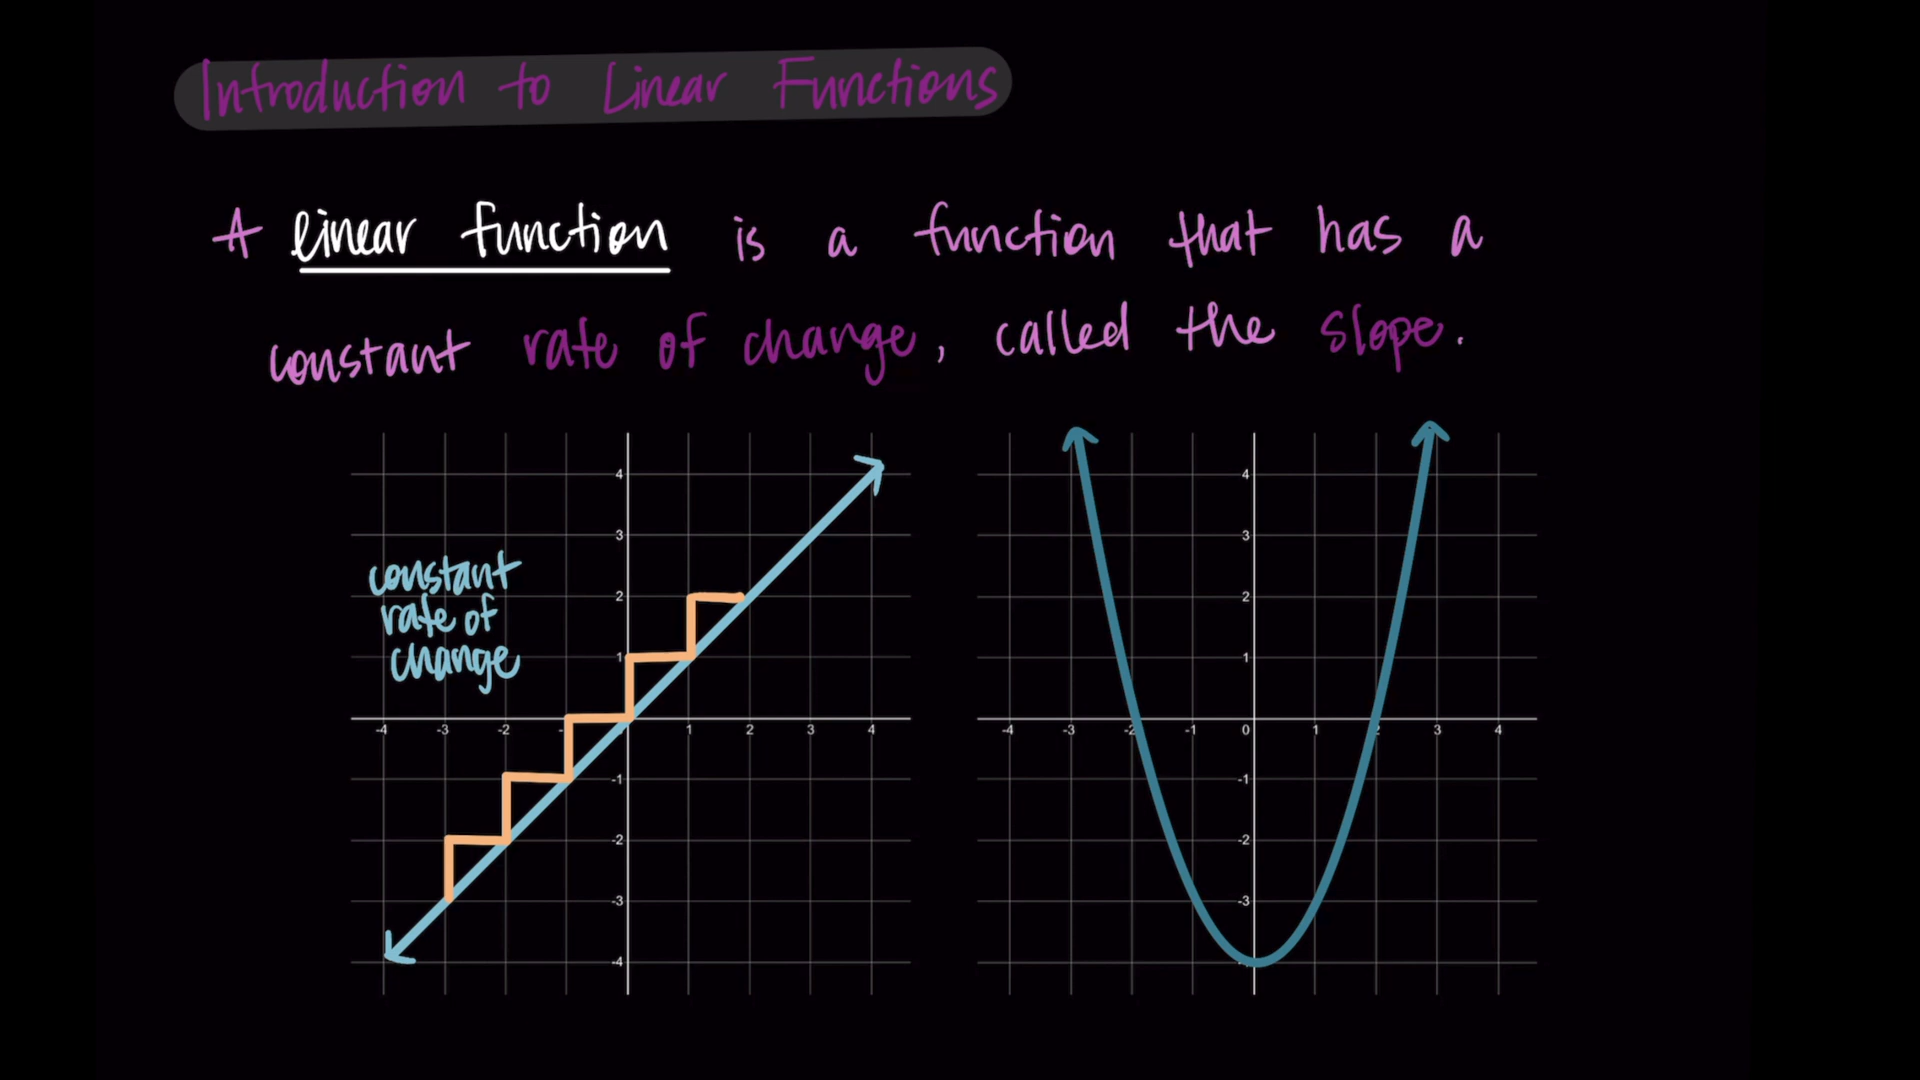 Introduction to Linear Functions
A linear function is a function that has a
constant rate of change, called the slope.
constant
rate of
change
4
3
2
1
-4 -3 -2 1 2 3 4
-1
-2
-3
-4
4
3
2
1
-4 -3 -2 -1 0 1 3 4
-1
-2
-3